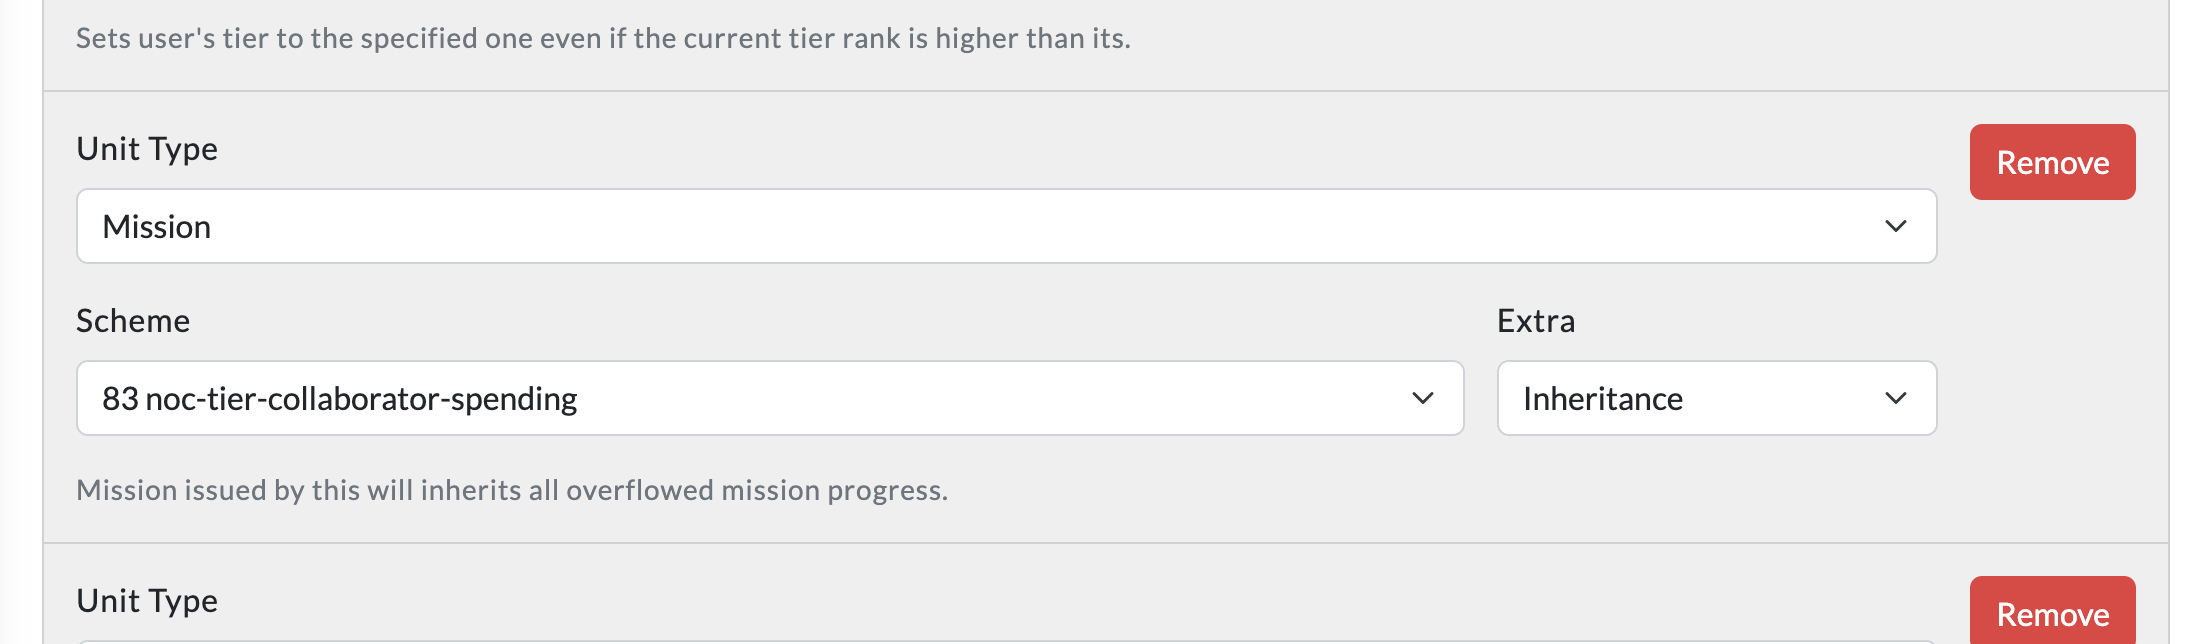 Sets user's tier to the specified one even if the current tier rank is higher than its.
Unit Type
Remove
Mission
Scheme
Extra
83 noc-tier-collaborator-spending
Inheritance
Mission issued by this will inherits all overflowed mission progress.
Unit Type
Remove